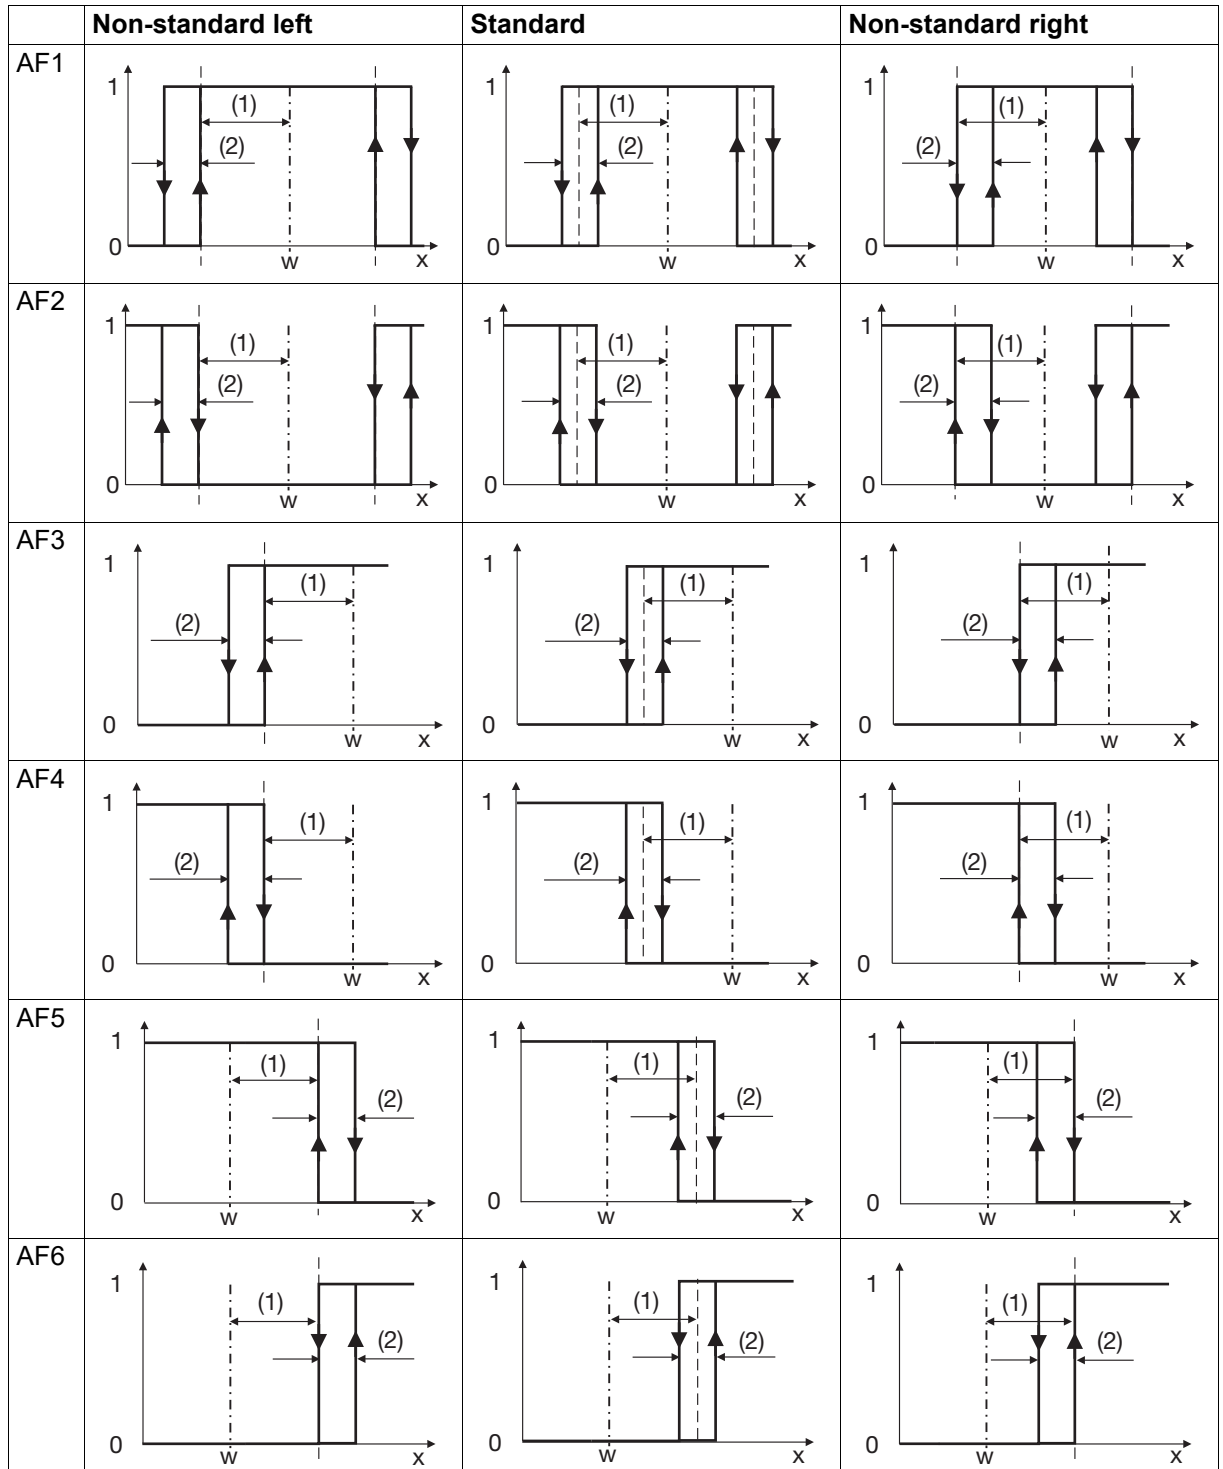 Non-standard left Standard Non-standard right
AF1
1 (1) (2) 0 w x
1 (1) (2) 0 w x
1 (1) (2) 0 w x
AF2
1 (1) (2) 0 w x
1 (1) (2) 0 w x
1 (1) (2) 0 w x
AF3
1 (1) (2) 0 w x
1 (1) (2) 0 w x
1 (1) (2) 0 w x
AF4
1 (1) (2) 0 w x
1 (1) (2) 0 w x
1 (1) (2) 0 w x
AF5
1 (1) (2) 0 w x
1 (1) (2) 0 w x
1 (1) (2) 0 w x
AF6
1 (1) (2) 0 w x
1 (1) (2) 0 w x
1 (1) (2) 0 w x